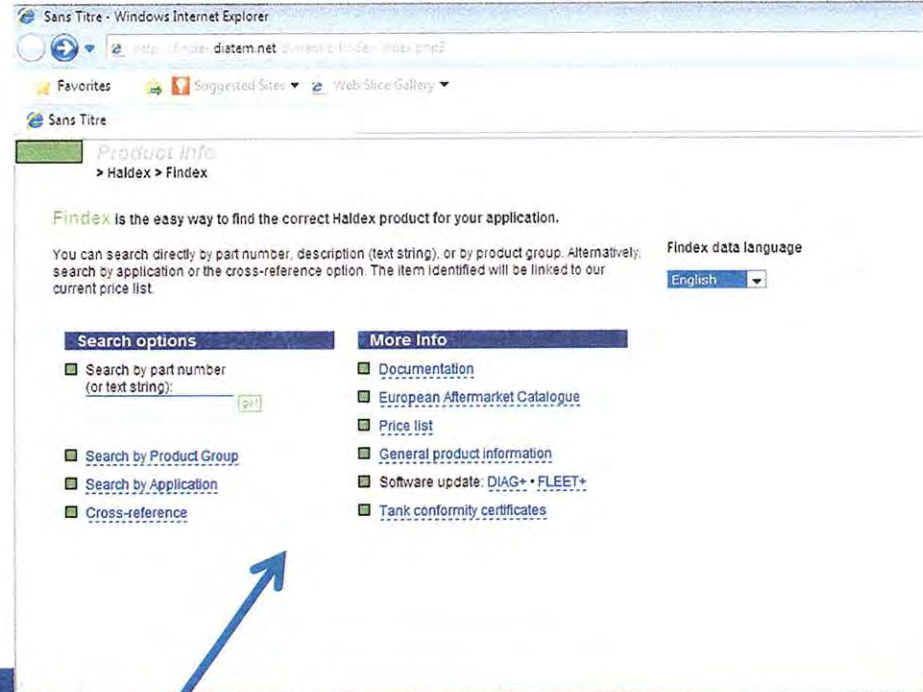 Sans Titre - Windows Internet Explorer
diatem.net
Favorites Suggested Sites Web Slice Gallery
Sans Titre
Product Info
> Haldex > Findex
Findex is the easy way to find the correct Haldex product for your application.
You can search directly by part number, description (text string), or by product group. Alternatively,
search by application or the cross-reference option. The item identified will be linked to our
current price list.
Findex data language
English
Search options
Search by part number
(or text string):
go!
Search by Product Group
Search by Application
Cross-reference
More Info
Documentation
European Aftermarket Catalogue
Price list
General product information
Software update: DIAG+ • FLEET+
Tank conformity certificates